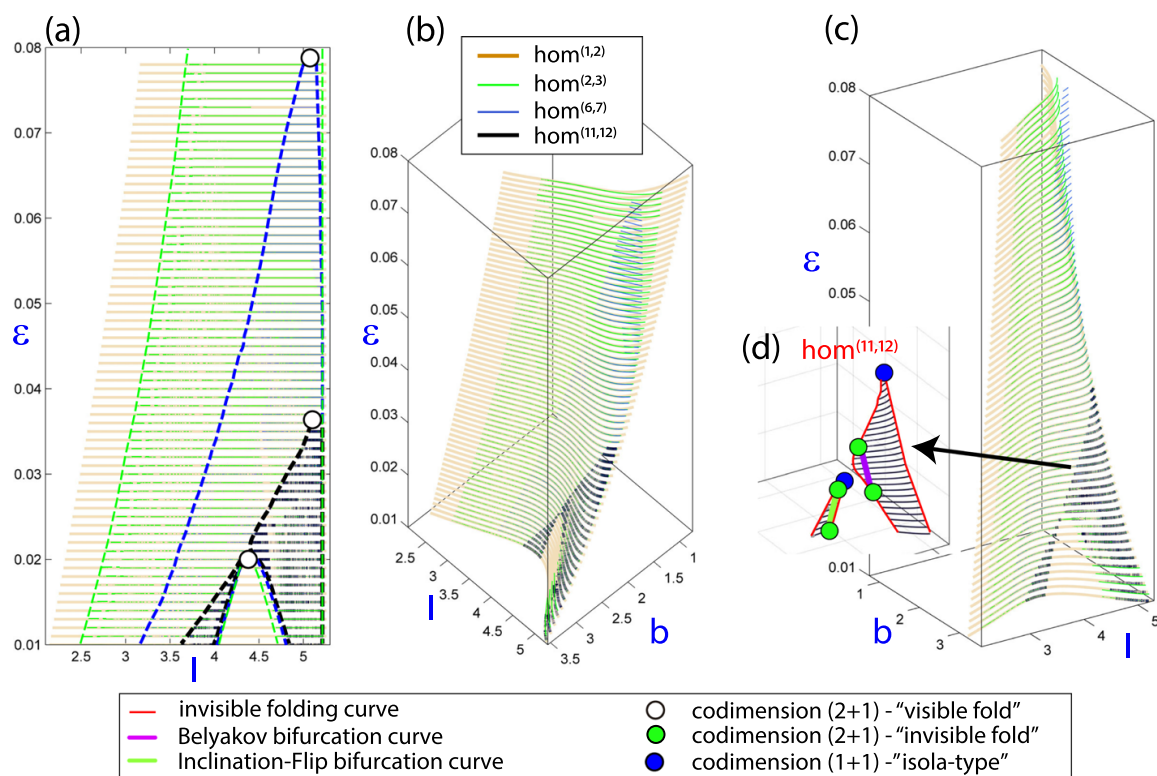 (a)
0.08
0.07
0.06
0.05
ε
0.04
0.03
0.02
0.01
2.5 3 3.5 4 4.5 5
I
(b)
hom(1,2)
hom(2,3)
hom(6,7)
hom(11,12)
0.08
0.07
0.06
0.05
ε
0.04
0.03
0.02
0.01
2.5
3
3.5
4
4.5
5
I
1
1.5
2
2.5
3
3.5
b
(c)
0.08
0.07
0.06
ε
0.05
0.01
1
2
3
b
3
4
5
I
(d)
hom(11,12)
invisible folding curve
Belyakov bifurcation curve
Inclination-Flip bifurcation curve
codimension (2+1) - “visible fold”
codimension (2+1) - “invisible fold”
codimension (1+1) -”isola-type”